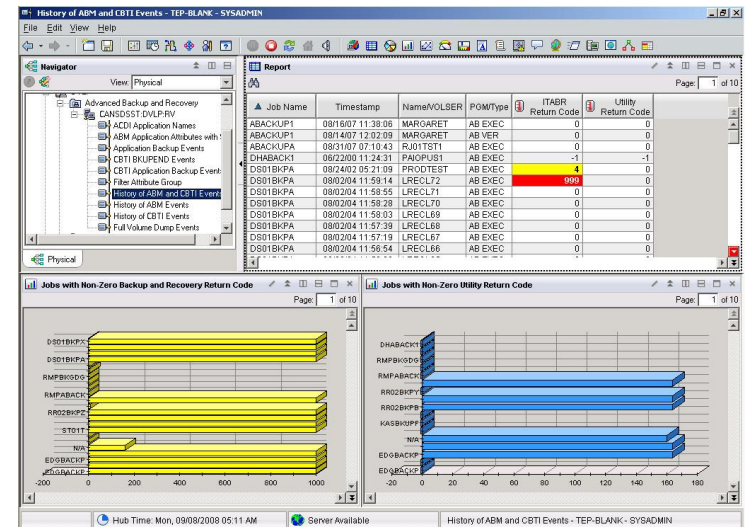 History of ABM and CBTI Events - TEP-BLANK - SYSADMIN
File Edit View Help
Navigator
View: Physical
Advanced Backup and Recovery
CANSDSST:DVLP:RV
ACDI Application Names
ABM Application Attributes with
Application Backup Events
CBTI BKUPEND Events
CBTI Application Backup Event
Filter Attribute Group
History of ABM and CBTI Events
History of ABM Events
History of CBTI Events
Full Volume Dump Events
Physical
Report
Page: 1 of 10
Job Name Timestamp Name/VOLSER PGM/Type ITABR Return Code Utility Return Code
ABACKUP1 08/16/07 11:38:06 MARGARET AB EXEC 0 0
ABACKUP1 08/14/07 12:02:09 MARGARET AB VER 0 0
ABACKUPA 08/31/07 07:10:43 RJ01TST1 AB EXEC 0 0
DHABACK1 06/22/00 11:24:31 PAIOPUS1 AB EXEC -1 -1
DS01BKPA 08/24/02 05:21:09 PRODTEST AB EXEC 4 0
DS01BKPA 08/02/04 11:59:14 LRECL72 AB EXEC 999 0
DS01BKPA 08/02/04 11:58:55 LRECL71 AB EXEC 0 0
DS01BKPA 08/02/04 11:58:28 LRECL70 AB EXEC 0 0
DS01BKPA 08/02/04 11:58:03 LRECL69 AB EXEC 0 0
DS01BKPA 08/02/04 11:57:39 LRECL68 AB EXEC 0 0
DS01BKPA 08/02/04 11:57:19 LRECL67 AB EXEC 0 0
DS01BKPA 08/02/04 11:56:54 LRECL66 AB EXEC 0 0
Jobs with Non-Zero Backup and Recovery Return Code
Page: 1 of 10
DS01BKPX
DS01BKPA
RMPBKGDG
RMPABACK
RR02BKPZ
ST01T
N/A
EDGBACKP
EDGBACKP
-200 0 200 400 600 800 1000
Jobs with Non-Zero Utility Return Code
Page: 1 of 10
DHABACK1
RMPBKGDG
RMPABACK
RR02BKPY
RR02BKPB
KASBKUPF
N/A
EDGBACKP
EDGBACKP
-20 0 20 40 60 80 100 120 140 160 180
Hub Time: Mon, 09/08/2008 05:11 AM
Server Available
History of ABM and CBTI Events - TEP-BLANK - SYSADMIN